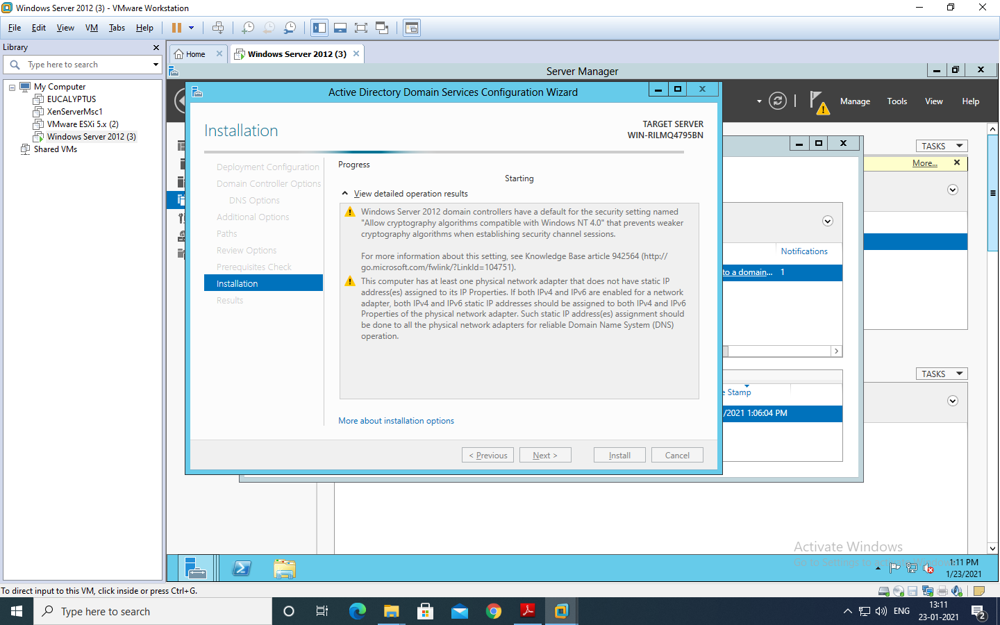 Windows Server 2012 (3) - VMware Workstation
File Edit View VM Tabs Help
Library
Type here to search
My Computer
EUCALYPTUS
XenServerMsc1
VMware ESXi 5.x (2)
Windows Server 2012 (3)
Shared VMs
Home
Windows Server 2012 (3)
Server Manager
Manage Tools View Help
Active Directory Domain Services Configuration Wizard
Installation
TARGET SERVER
WIN-RILMQ4795BN
Deployment Configuration
Domain Controller Options
DNS Options
Additional Options
Paths
Review Options
Prerequisites Check
Installation
Results
Progress
Starting
View detailed operation results
Windows Server 2012 domain controllers have a default for the security setting named
"Allow cryptography algorithms compatible with Windows NT 4.0" that prevents weaker
cryptography algorithms when establishing security channel sessions.
For more information about this setting, see Knowledge Base article 942564 (http://
go.microsoft.com/fwlink/?LinkId=104751).
This computer has at least one physical network adapter that does not have static IP
address(es) assigned to its IP Properties. If both IPv4 and IPv6 are enabled for a network
adapter, both IPv4 and IPv6 static IP addresses should be assigned to both IPv4 and IPv6
Properties of the physical network adapter. Such static IP address(es) assignment should
be done to all the physical network adapters for reliable Domain Name System (DNS)
operation.
More about installation options
< Previous
Next >
Install
Cancel
TASKS
More...
Notifications
to a domain... 1
TASKS
e Stamp
/2021 1:06:04 PM
Activate Windows
Go to Settings to
1:11 PM
1/23/2021
To direct input to this VM, click inside or press Ctrl+G.
Type here to search
ENG
13:11
23-01-2021
2